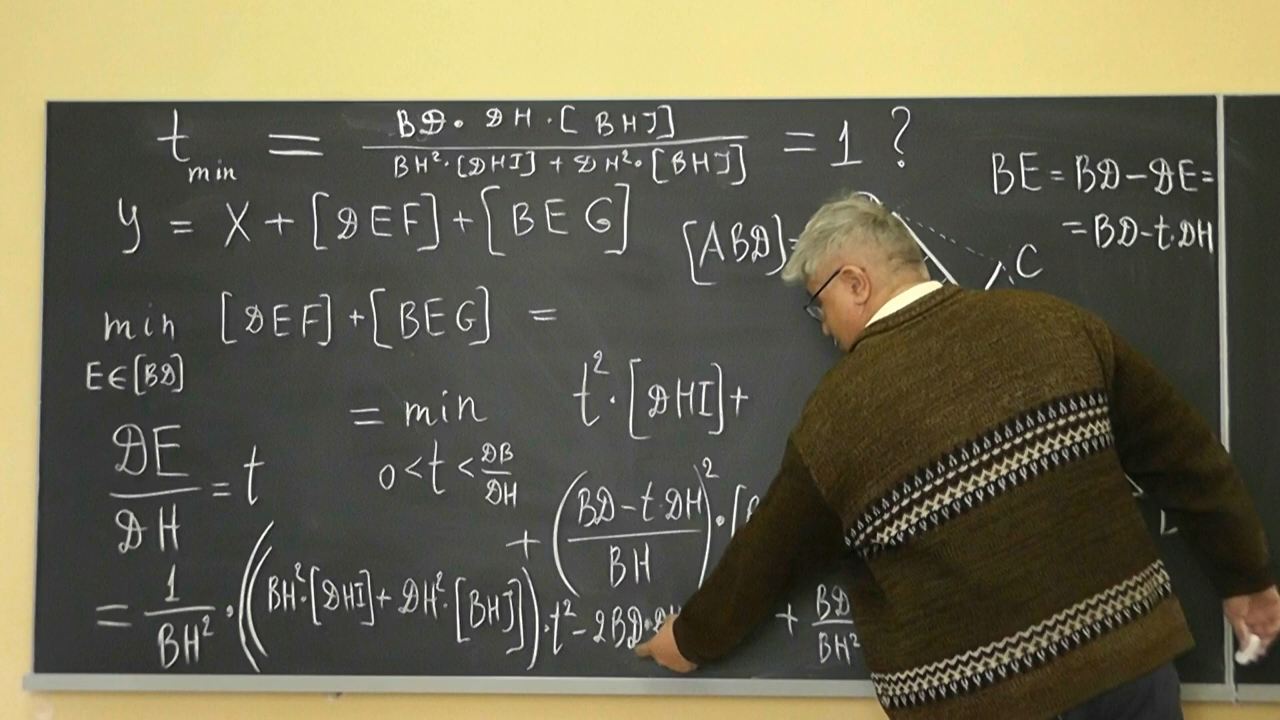 t_min = BD · DH · [BHJ] / BH² · [DHI] + DH² · [BHJ] = 1 ?
BE = BD – DE =
= BD – t · DH
y = X + [DEF] + [BEG]
[ABD] =
C
min [DEF] + [BEG] =
E ∈ [BD]
= min t² · [DHI] +
0 < t < DB / DH
DE / DH = t
+ (BD – t · DH / BH)² · [
= 1 / BH² · ((BH² · [DHI] + DH² · [BHJ]) · t² – 2BD ·
+ BD / BH²